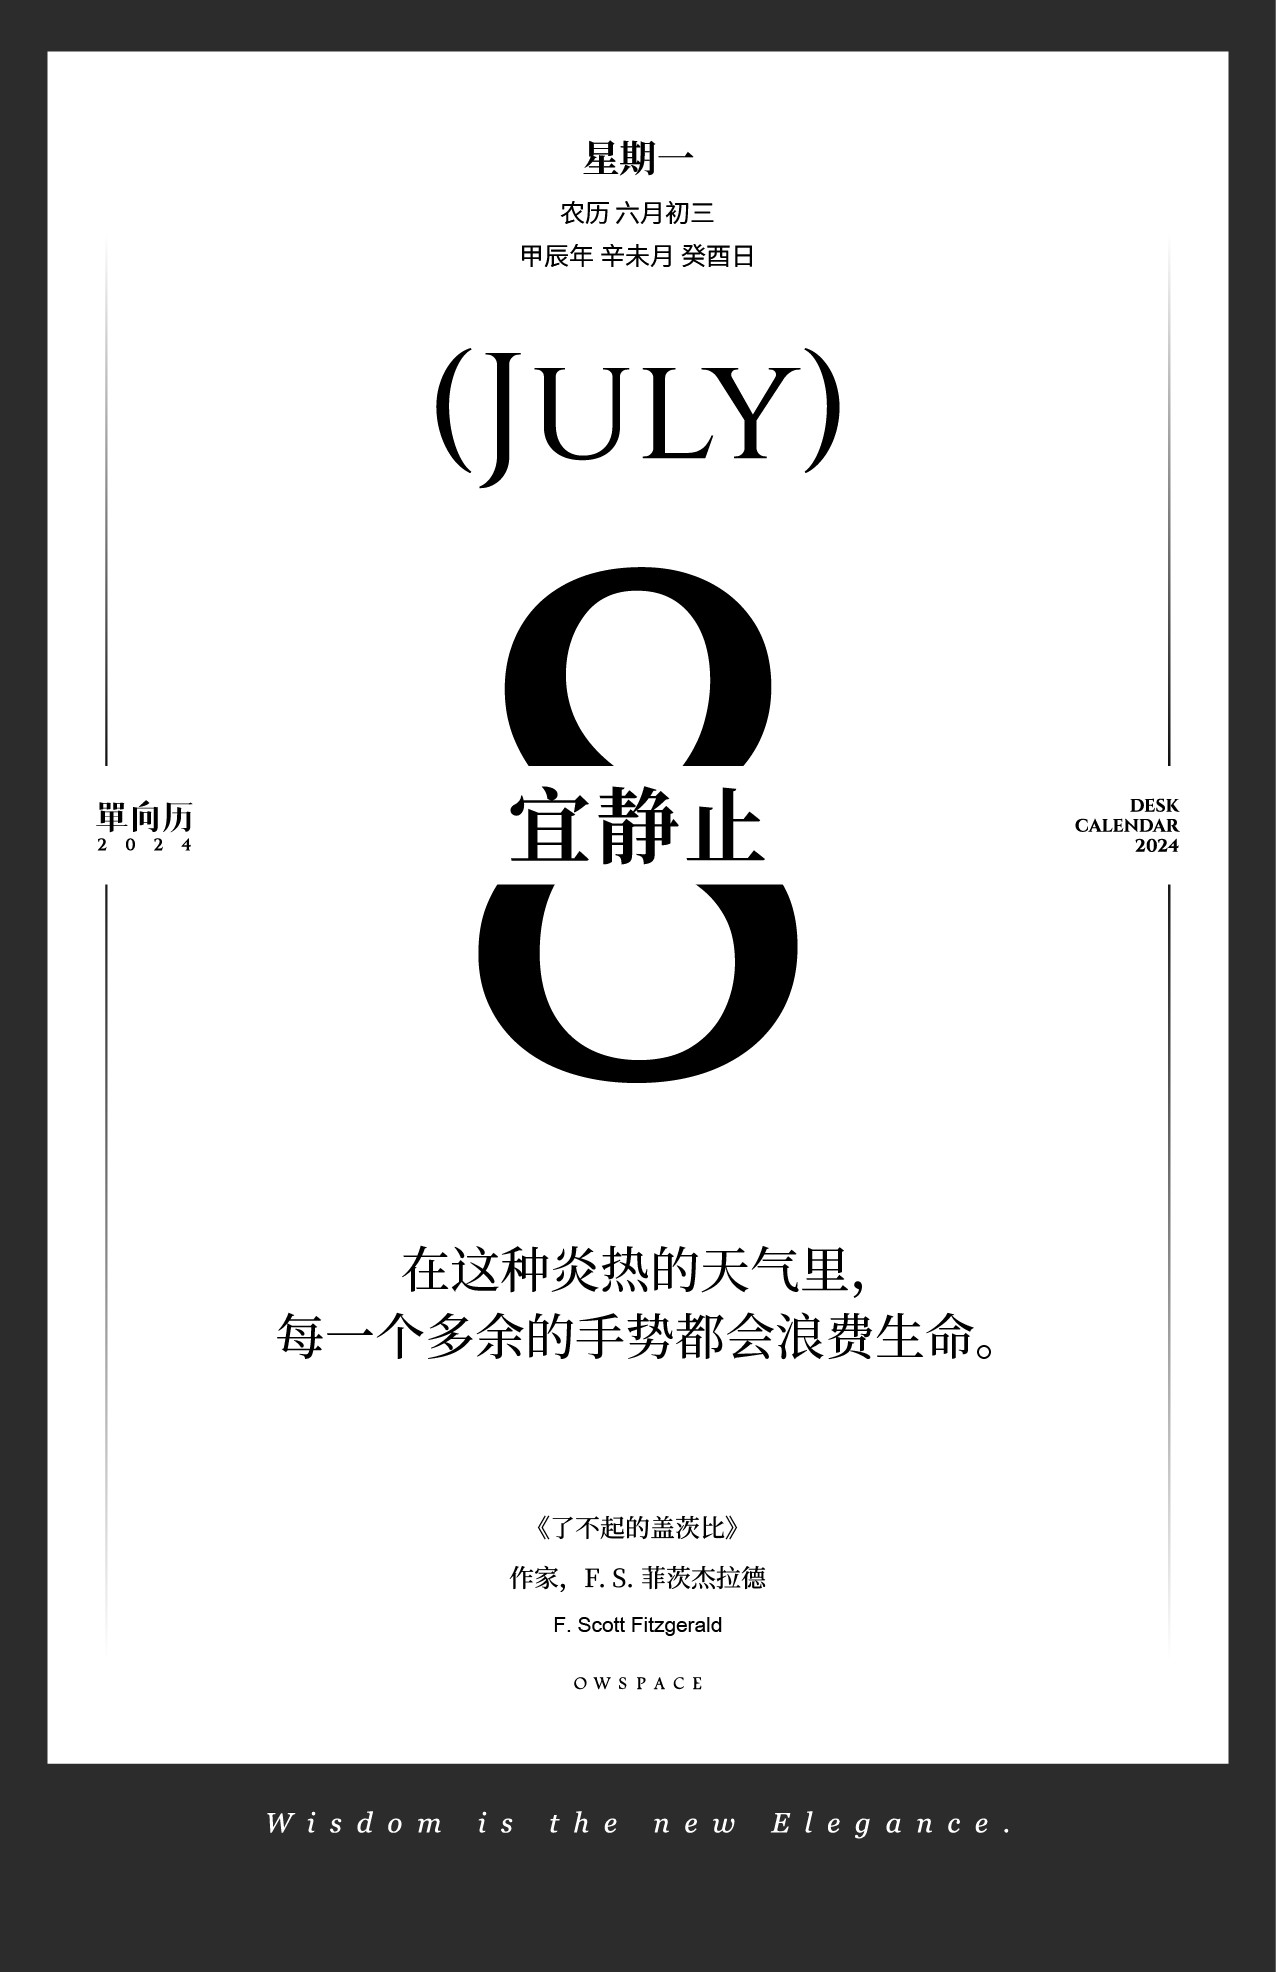 星期一
农历 六月初三
甲辰年 辛未月 癸酉日
(JULY)
8
宜静止
單向历
2024
DESK
CALENDAR
2024
在这种炎热的天气里，
每一个多余的手势都会浪费生命。
《了不起的盖茨比》
作家，F. S. 菲茨杰拉德
F. Scott Fitzgerald
OWSPACE
Wisdom is the new Elegance.